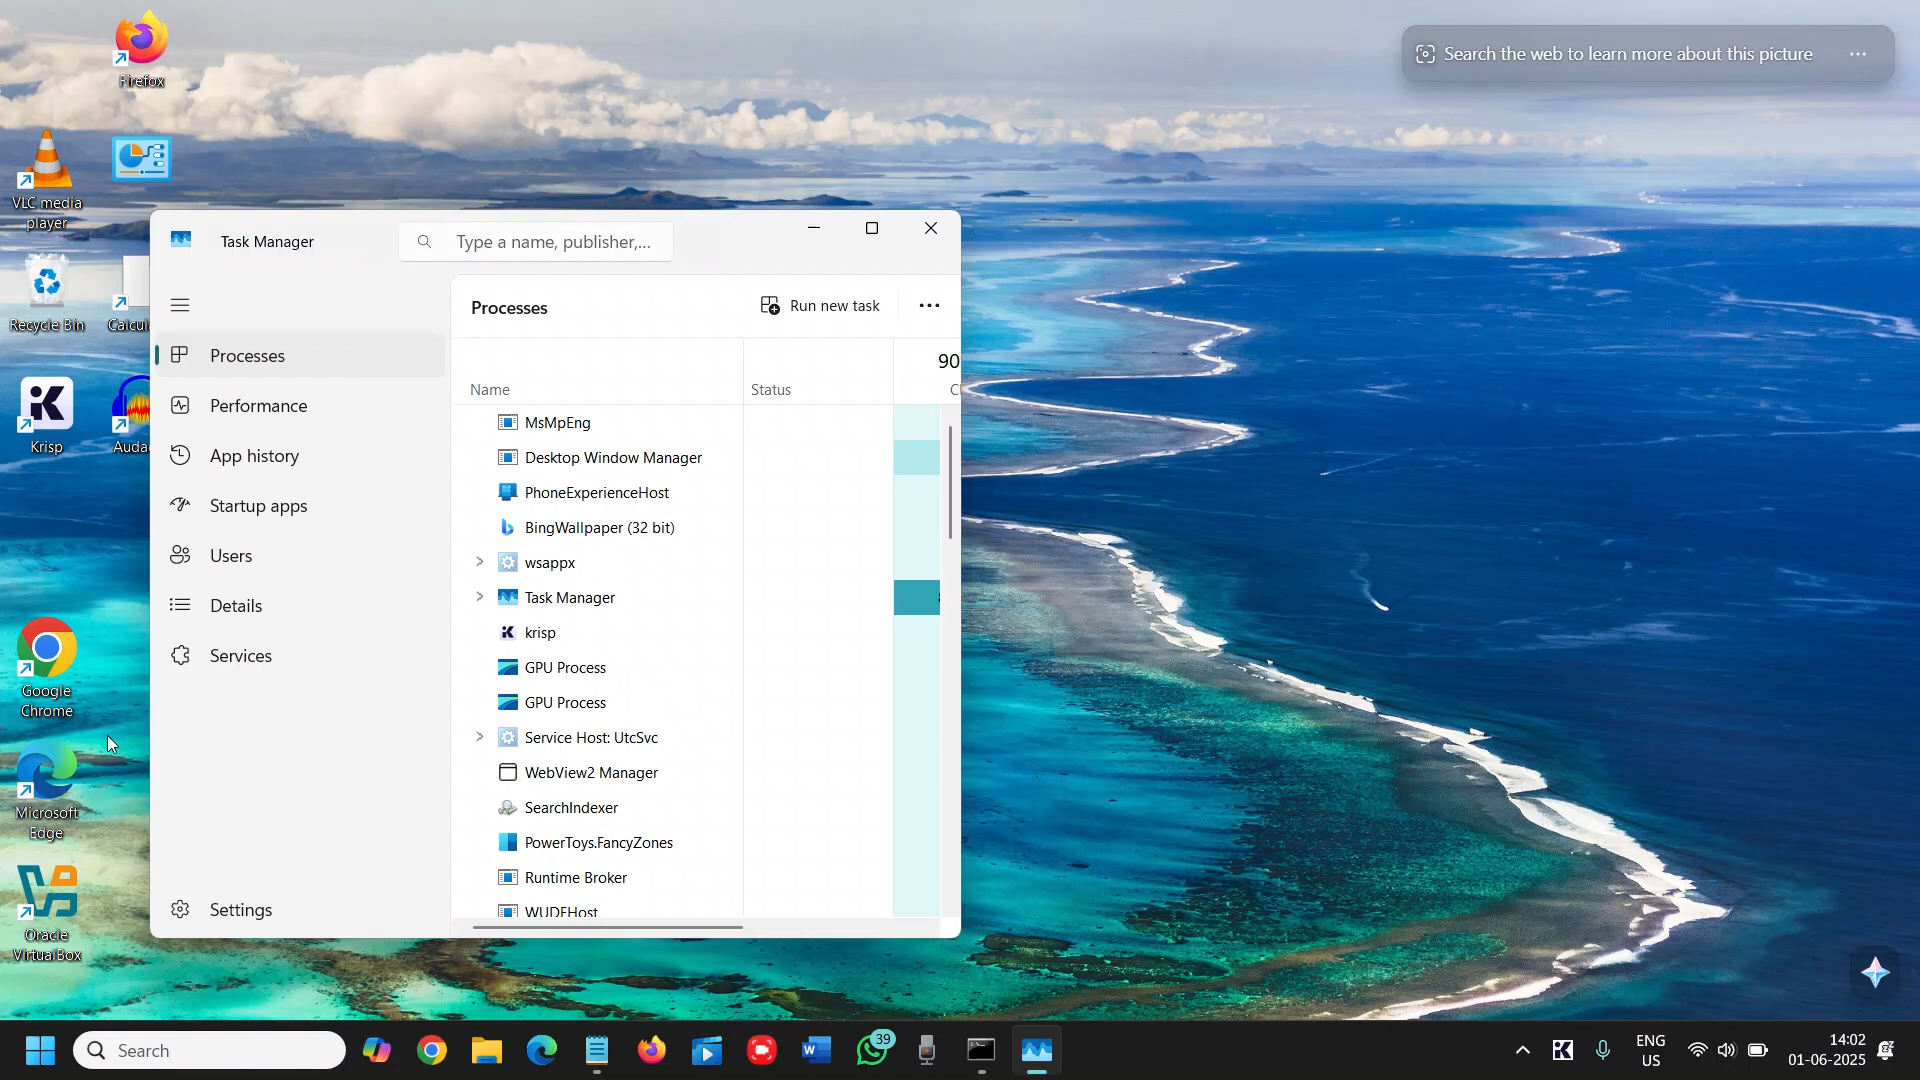 Firefox
Search the web to learn more about this picture
VLC media
player
Recycle Bin
Krisp
Google
Chrome
Microsoft
Edge
Oracle
VirtualBox
Task Manager
Type a name, publisher,...
Processes
Performance
App history
Startup apps
Users
Details
Services
Settings
Processes
Run new task
90
Name
Status
MsMpEng
Desktop Window Manager
PhoneExperienceHost
BingWallpaper (32 bit)
wsappx
Task Manager
krisp
GPU Process
GPU Process
Service Host: UtcSvc
WebView2 Manager
SearchIndexer
PowerToys.FancyZones
Runtime Broker
WUDFHost
Search
39
ENG
US
14:02
01-06-2025